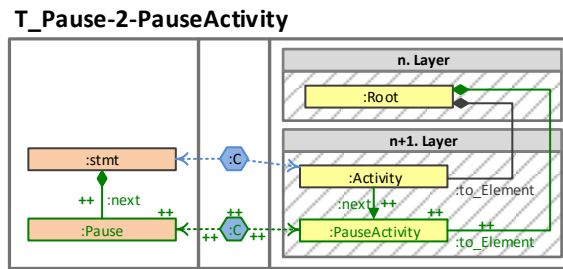 T_Pause-2-PauseActivity
n. Layer
:Root
n+1. Layer
:stmt
:C
:Activity
:to_Element
++ :next
:next ++
++
++
++
++
:Pause
++
:C
++
++
:PauseActivity
:to_Element